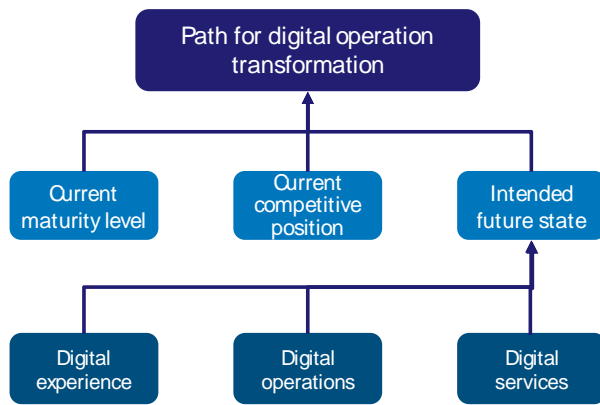 Path for digital operation
transformation
Current
maturity level
Current
competitive
position
Intended
future state
Digital
experience
Digital
operations
Digital
services